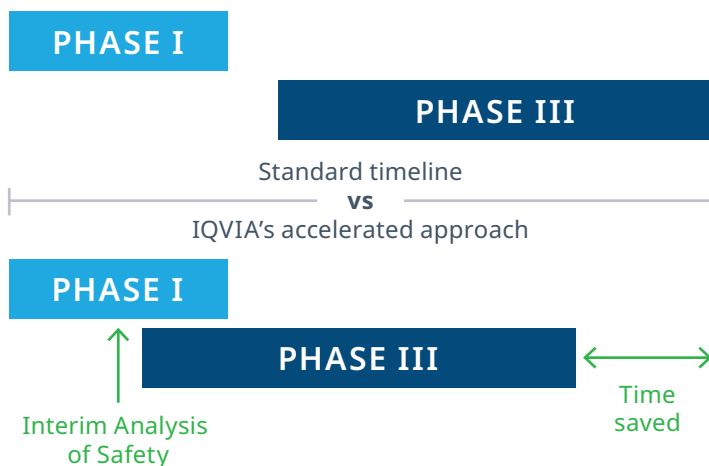 PHASE I
PHASE III
Standard timeline
vs
IQVIA's accelerated approach
PHASE I
PHASE III
Time
saved
Interim Analysis
of Safety